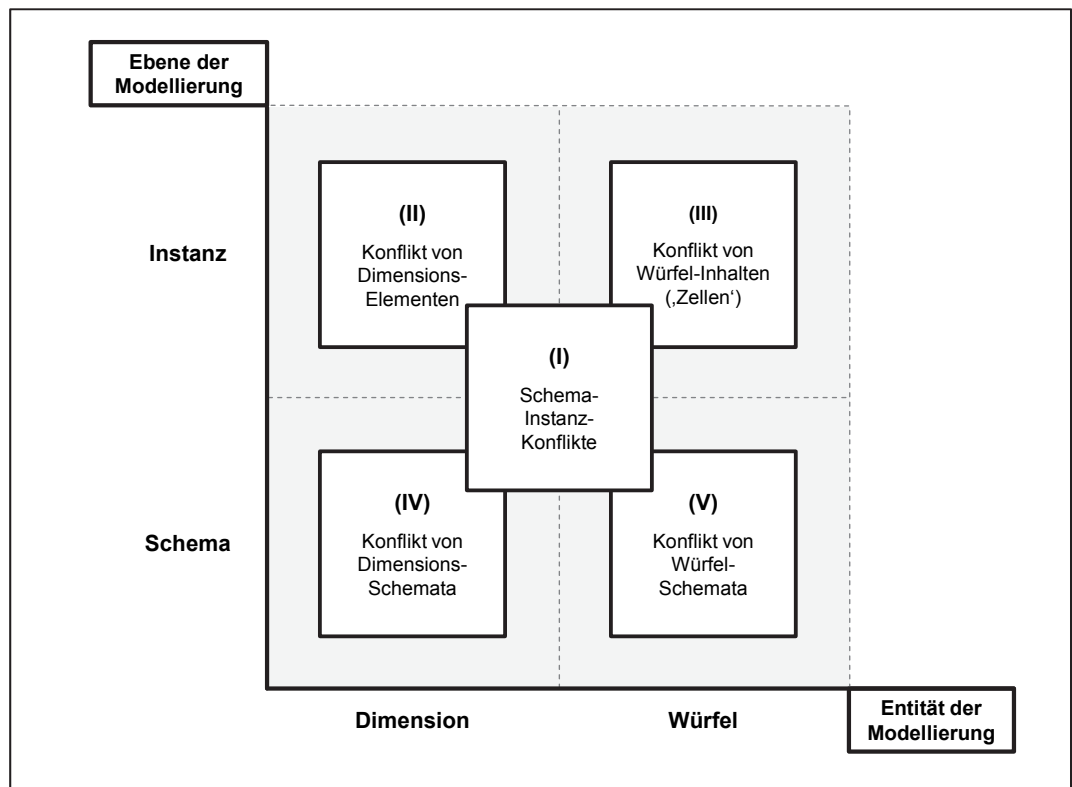 Ebene der
Modellierung
Instanz
(II)
Konflikt von
Dimensions-
Elementen
(III)
Konflikt von
Würfel-Inhalten
(‚Zellen‘)
(I)
Schema-
Instanz-
Konflikte
Schema
(IV)
Konflikt von
Dimensions-
Schemata
(V)
Konflikt von
Würfel-
Schemata
Dimension
Würfel
Entität der
Modellierung